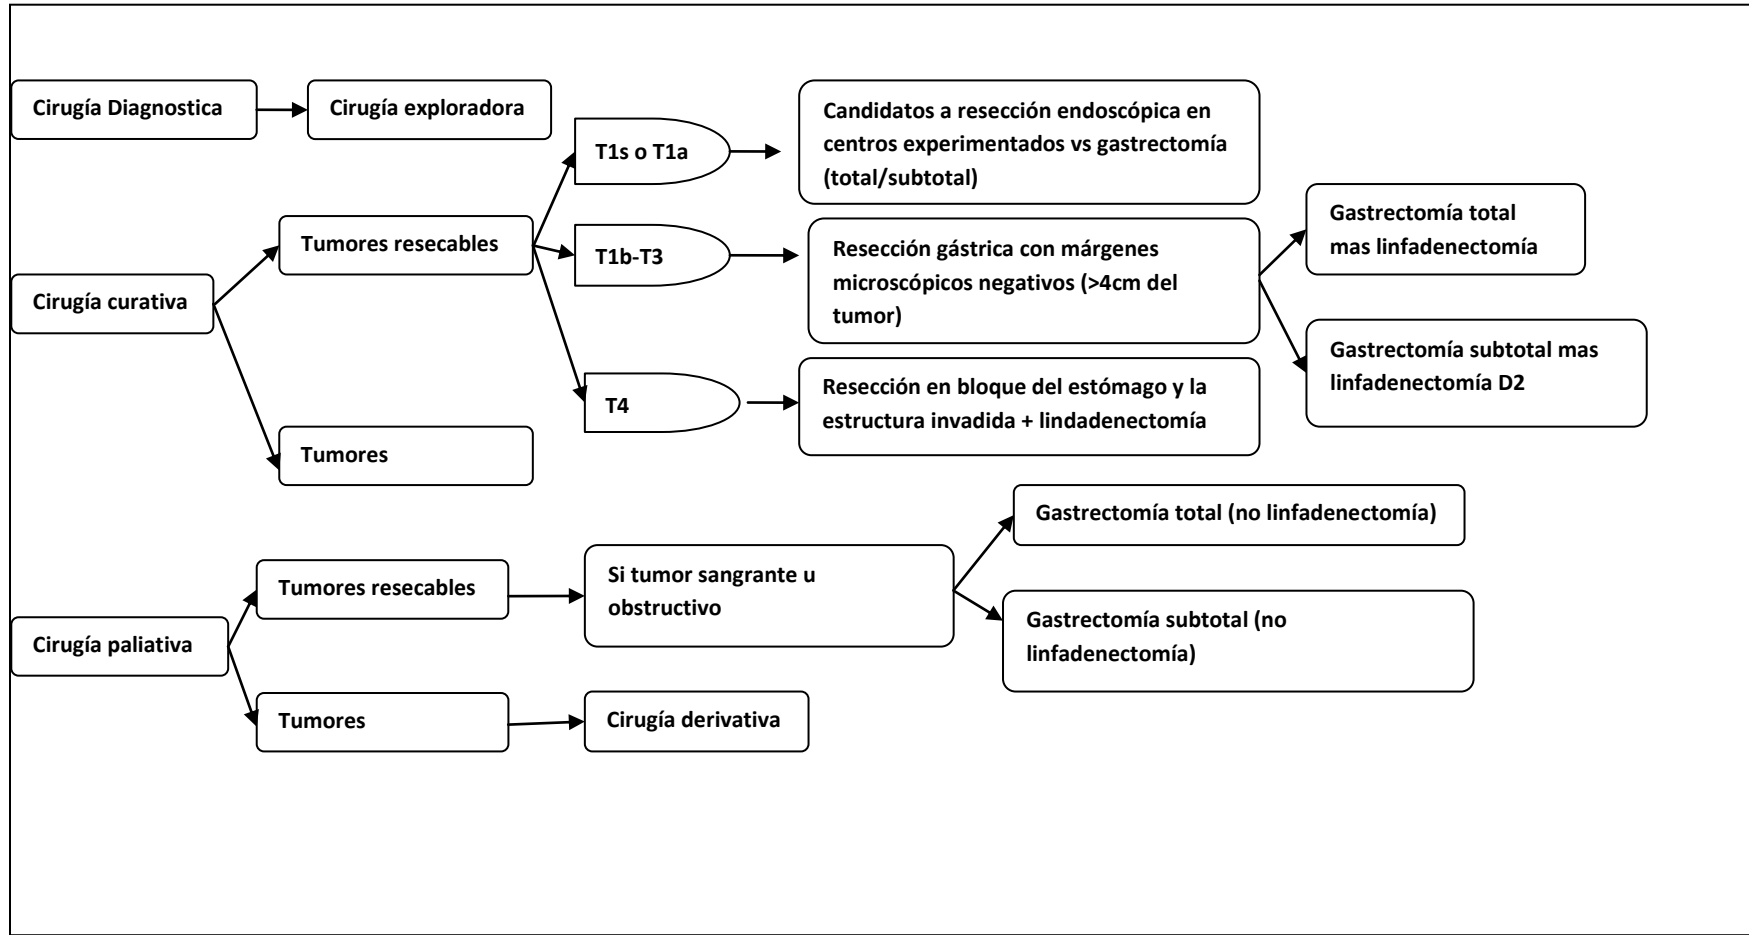 Cirugía Diagnostica
Cirugía exploradora
T1s o T1a
Candidatos a resección endoscópica en
centros experimentados vs gastrectomía
(total/subtotal)
Cirugía curativa
Tumores resecables
T1b-T3
Resección gástrica con márgenes
microscópicos negativos (>4cm del
tumor)
Gastrectomía total
mas linfadenectomía
Gastrectomía subtotal mas
linfadenectomía D2
T4
Resección en bloque del estómago y la
estructura invadida + lindadenectomía
Tumores
Cirugía paliativa
Tumores resecables
Si tumor sangrante u
obstructivo
Gastrectomía total (no linfadenectomía)
Gastrectomía subtotal (no
linfadenectomía)
Tumores
Cirugía derivativa